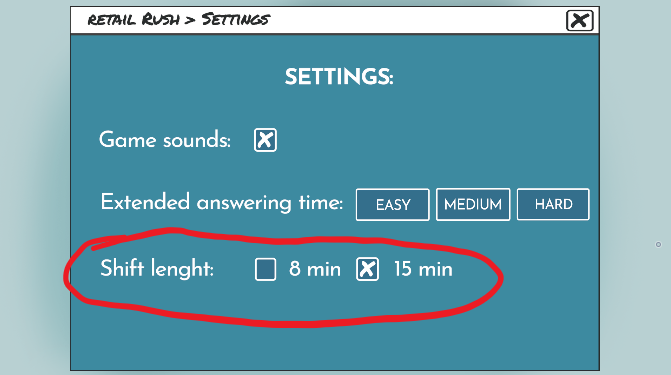 RETAIL RUSH > SETTINGS
SETTINGS:
Game sounds:
Extended answering time: EASY MEDIUM HARD
Shift lenght: 8 min 15 min